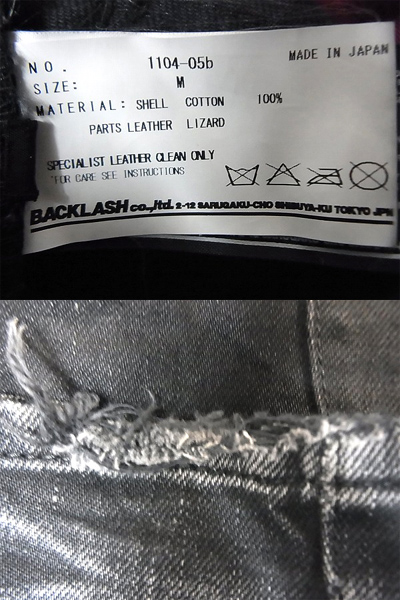 NO. 1104-05b MADE IN JAPAN
SIZE: M
MATERIAL: SHELL COTTON 100%
PARTS LEATHER LIZARD
SPECIALIST LEATHER CLEAN ONLY
*FOR CARE SEE INSTRUCTIONS
BACKLASH co.,ltd. 2-12 SARUGAKU-CHO SHIBUYA-KU TOKYO JPN